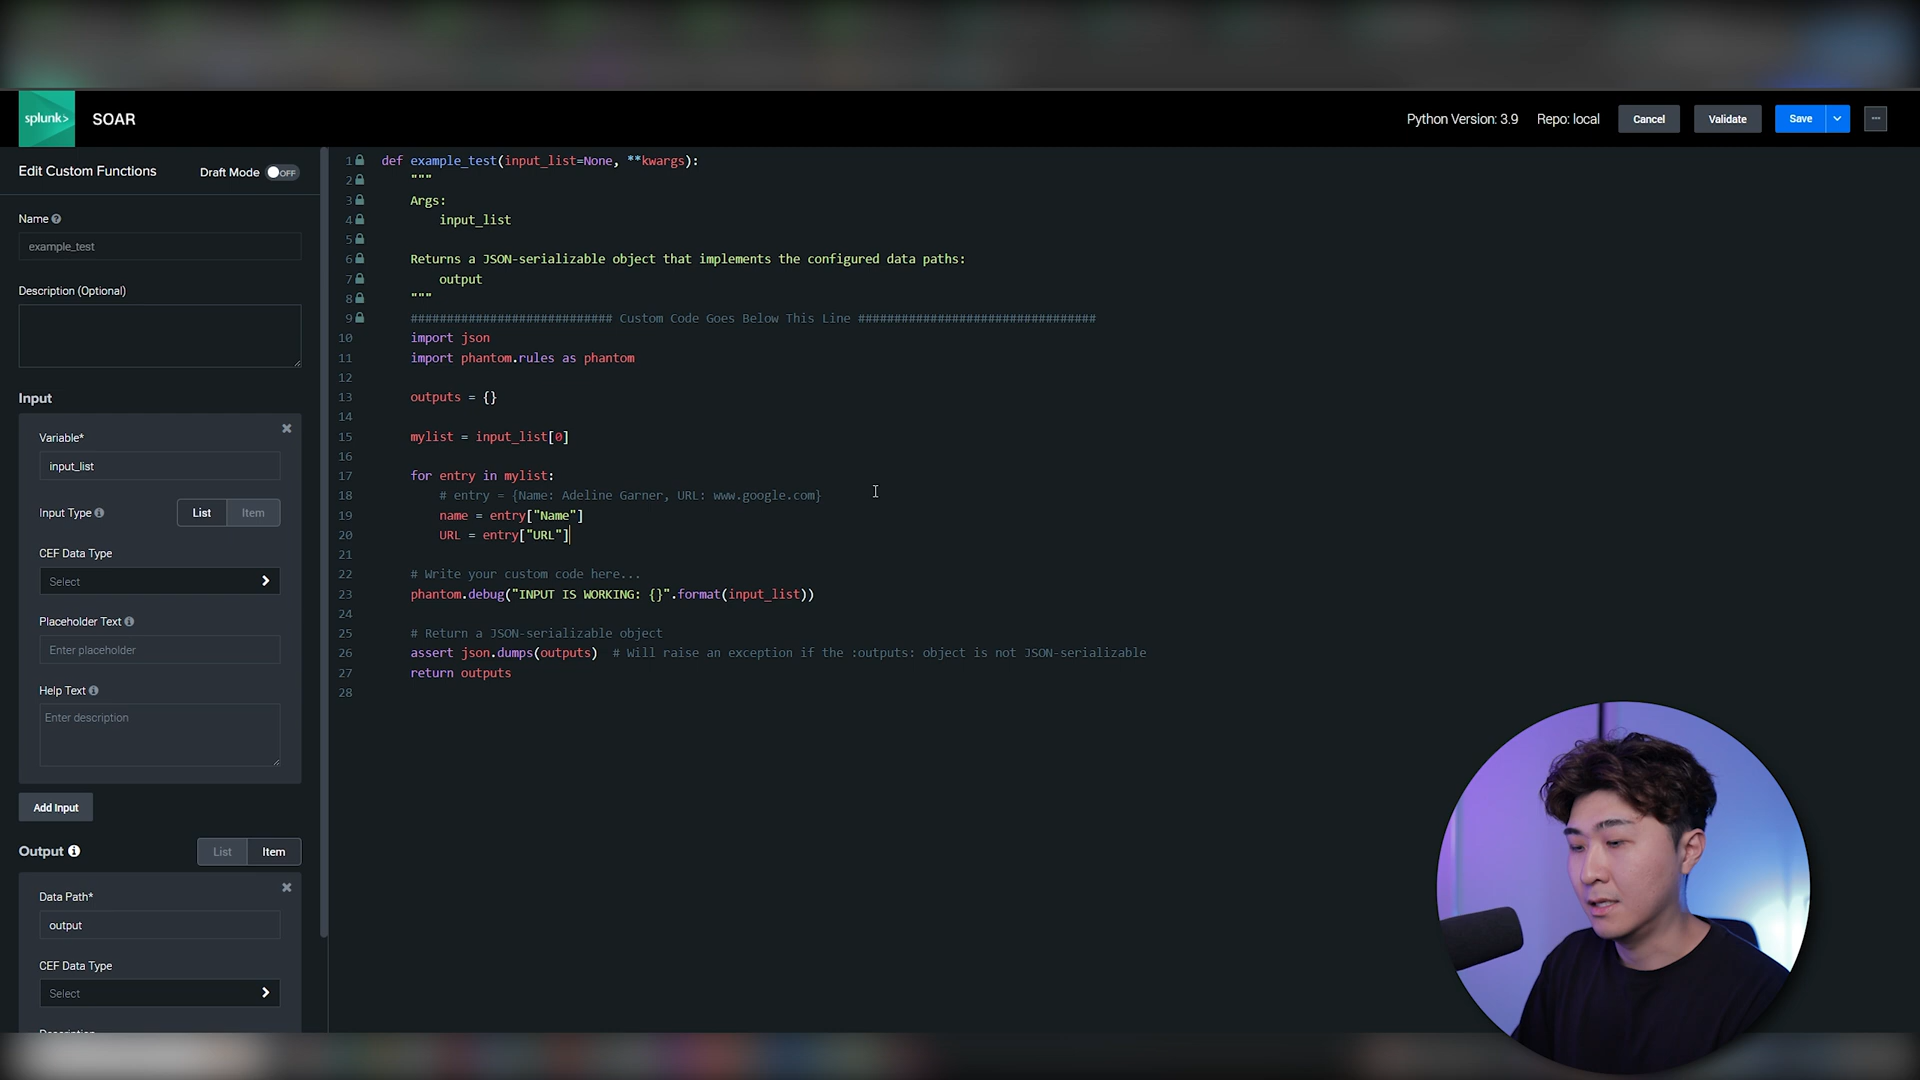 splunk>
SOAR
Python Version: 3.9
Repo: local
Cancel
Validate
Save
Edit Custom Functions
Draft Mode
OFF
Name
example_test
Description (Optional)
Input
Variable*
input_list
Input Type
List
Item
CEF Data Type
Select
Placeholder Text
Enter placeholder
Help Text
Enter description
Add Input
Output
List
Item
Data Path*
output
CEF Data Type
Select
1 def example_test(input_list=None, **kwargs):
2 """
3 Args:
4 input_list
5
6 Returns a JSON-serializable object that implements the configured data paths:
7 output
8 """
9 ############################ Custom Code Goes Below This Line #################################
10 import json
11 import phantom.rules as phantom
12
13 outputs = {}
14
15 mylist = input_list[0]
16
17 for entry in mylist:
18 # entry = {Name: Adeline Garner, URL: www.google.com}
19 name = entry["Name"]
20 URL = entry["URL"]
21
22 # Write your custom code here...
23 phantom.debug("INPUT IS WORKING: {}".format(input_list))
24
25 # Return a JSON-serializable object
26 assert json.dumps(outputs) # Will raise an exception if the :outputs: object is not JSON-serializable
27 return outputs
28